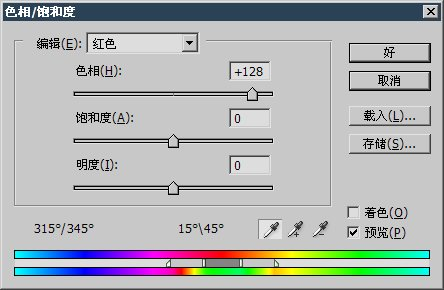 色相/饱和度
编辑(E): 红色
好
色相(H): +128
取消
饱和度(A): 0
载入(L)...
存储(S)...
明度(I): 0
315°/345° 15°\45°
着色(O)
预览(P)